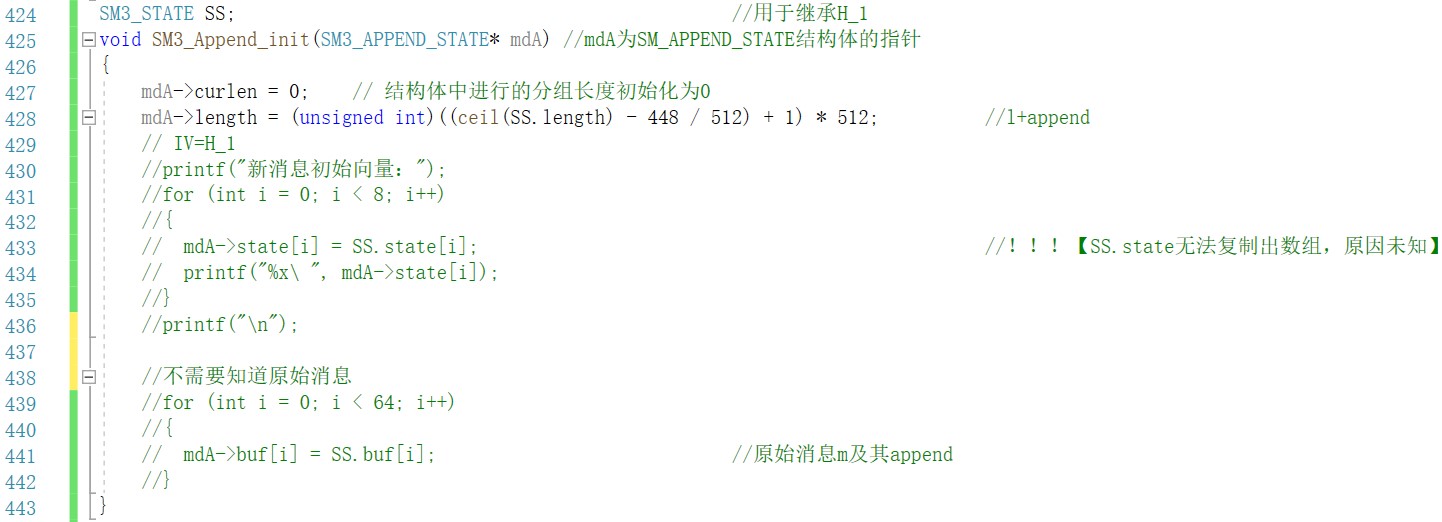 424 SM3_STATE SS; //用于继承H_1
425 void SM3_Append_init(SM3_APPEND_STATE* mdA) //mdA为SM_APPEND_STATE结构体的指针
426 {
427 mdA->curlen = 0; // 结构体中进行的分组长度初始化为0
428 mdA->length = (unsigned int)((ceil(SS.length) - 448 / 512) + 1) * 512; //l+append
429 // IV=H_1
430 //printf("新消息初始向量：");
431 //for (int i = 0; i < 8; i++)
432 //{
433 // mdA->state[i] = SS.state[i]; //！！！【SS.state无法复制出数组，原因未知】
434 // printf("%x\ ", mdA->state[i]);
435 //}
436 //printf("\n");
437
438 //不需要知道原始消息
439 //for (int i = 0; i < 64; i++)
440 //{
441 // mdA->buf[i] = SS.buf[i]; //原始消息m及其append
442 //}
443 }